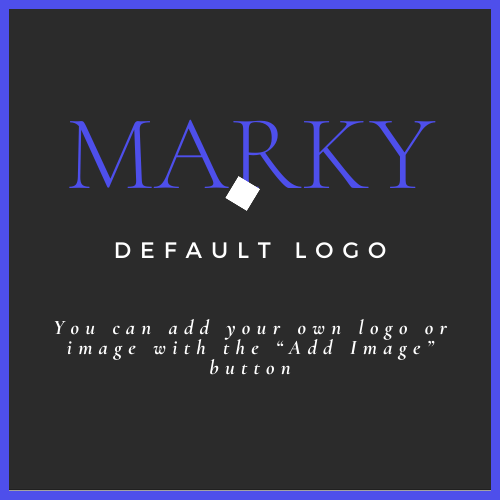 MARKY
DEFAULT LOGO
You can add your own logo or
image with the “Add Image”
button